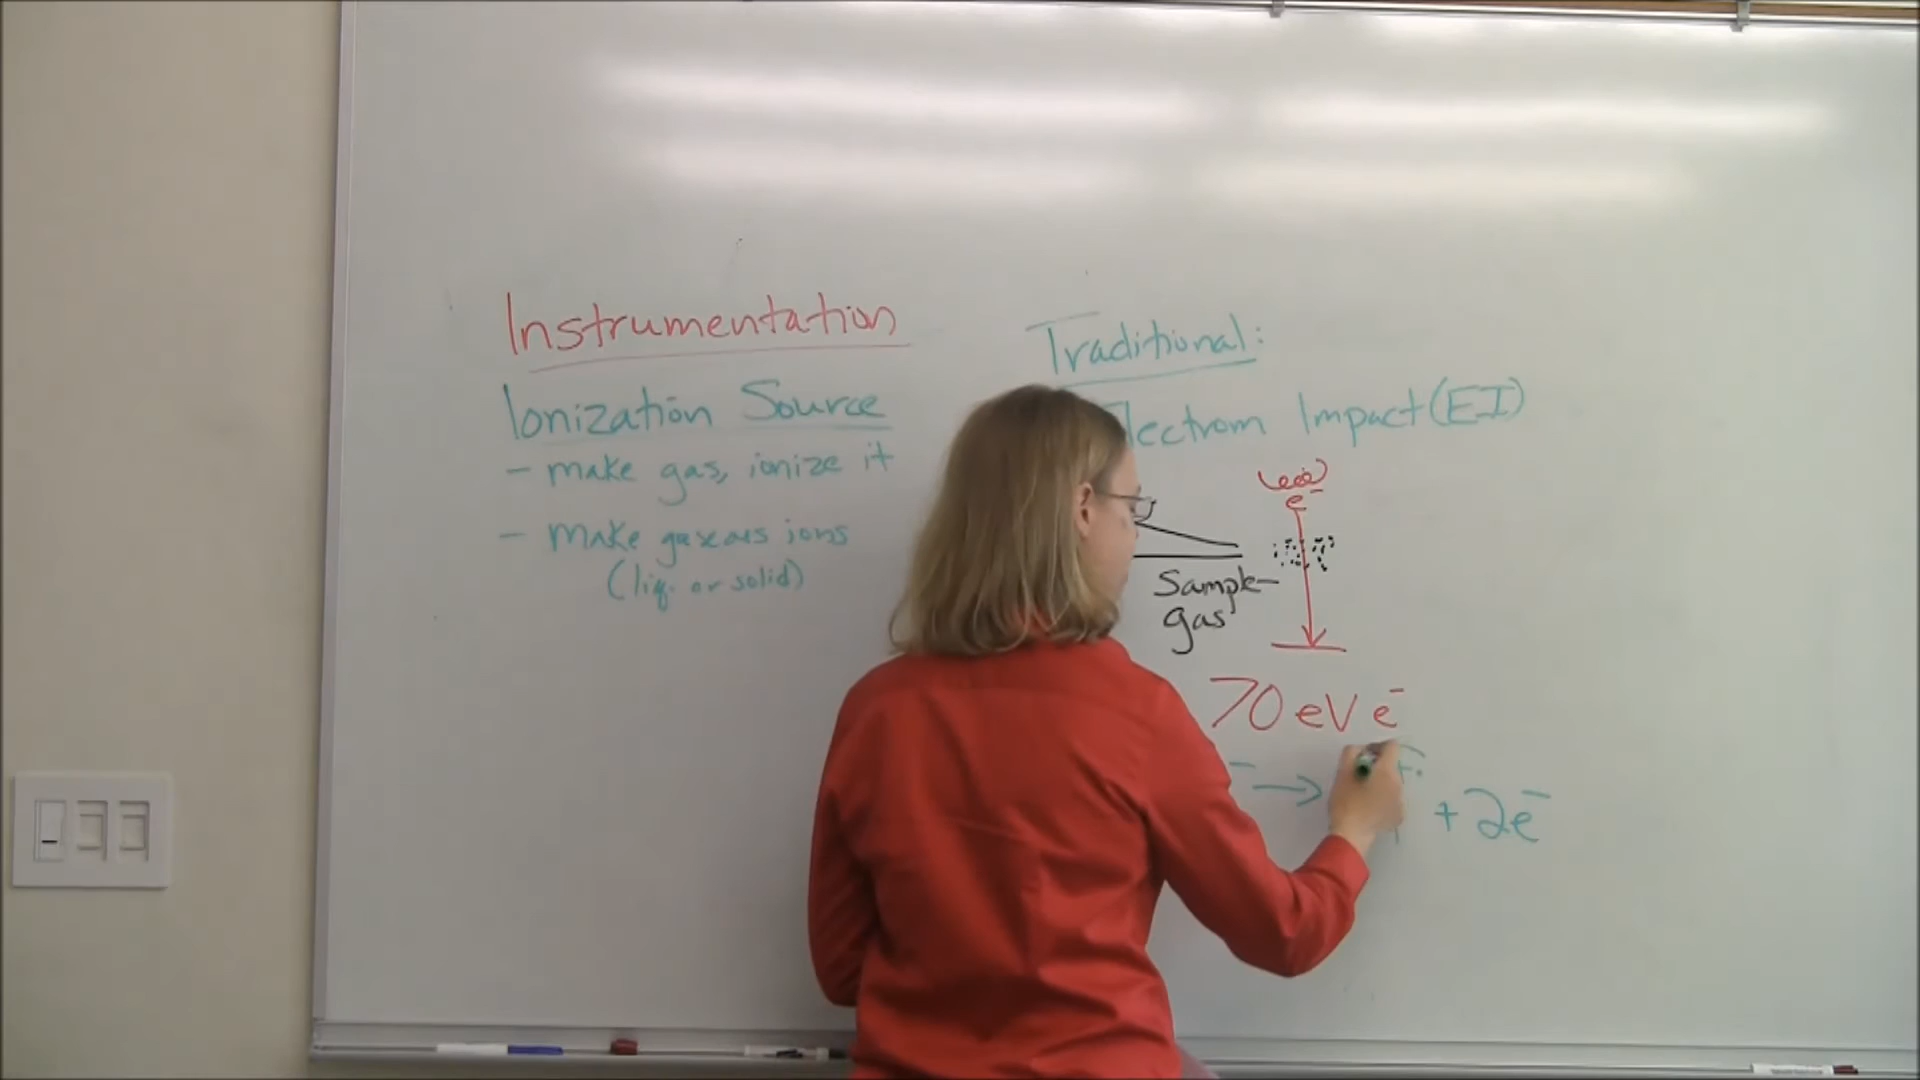 Instrumentation
Ionization Source
- make gas, ionize it
- make gaseous ions
(liq. or solid)
Traditional:
lectrom Impact (EI)
e⁻
Sample
gas
70 eV e⁻
⁻ → +. + 2e⁻